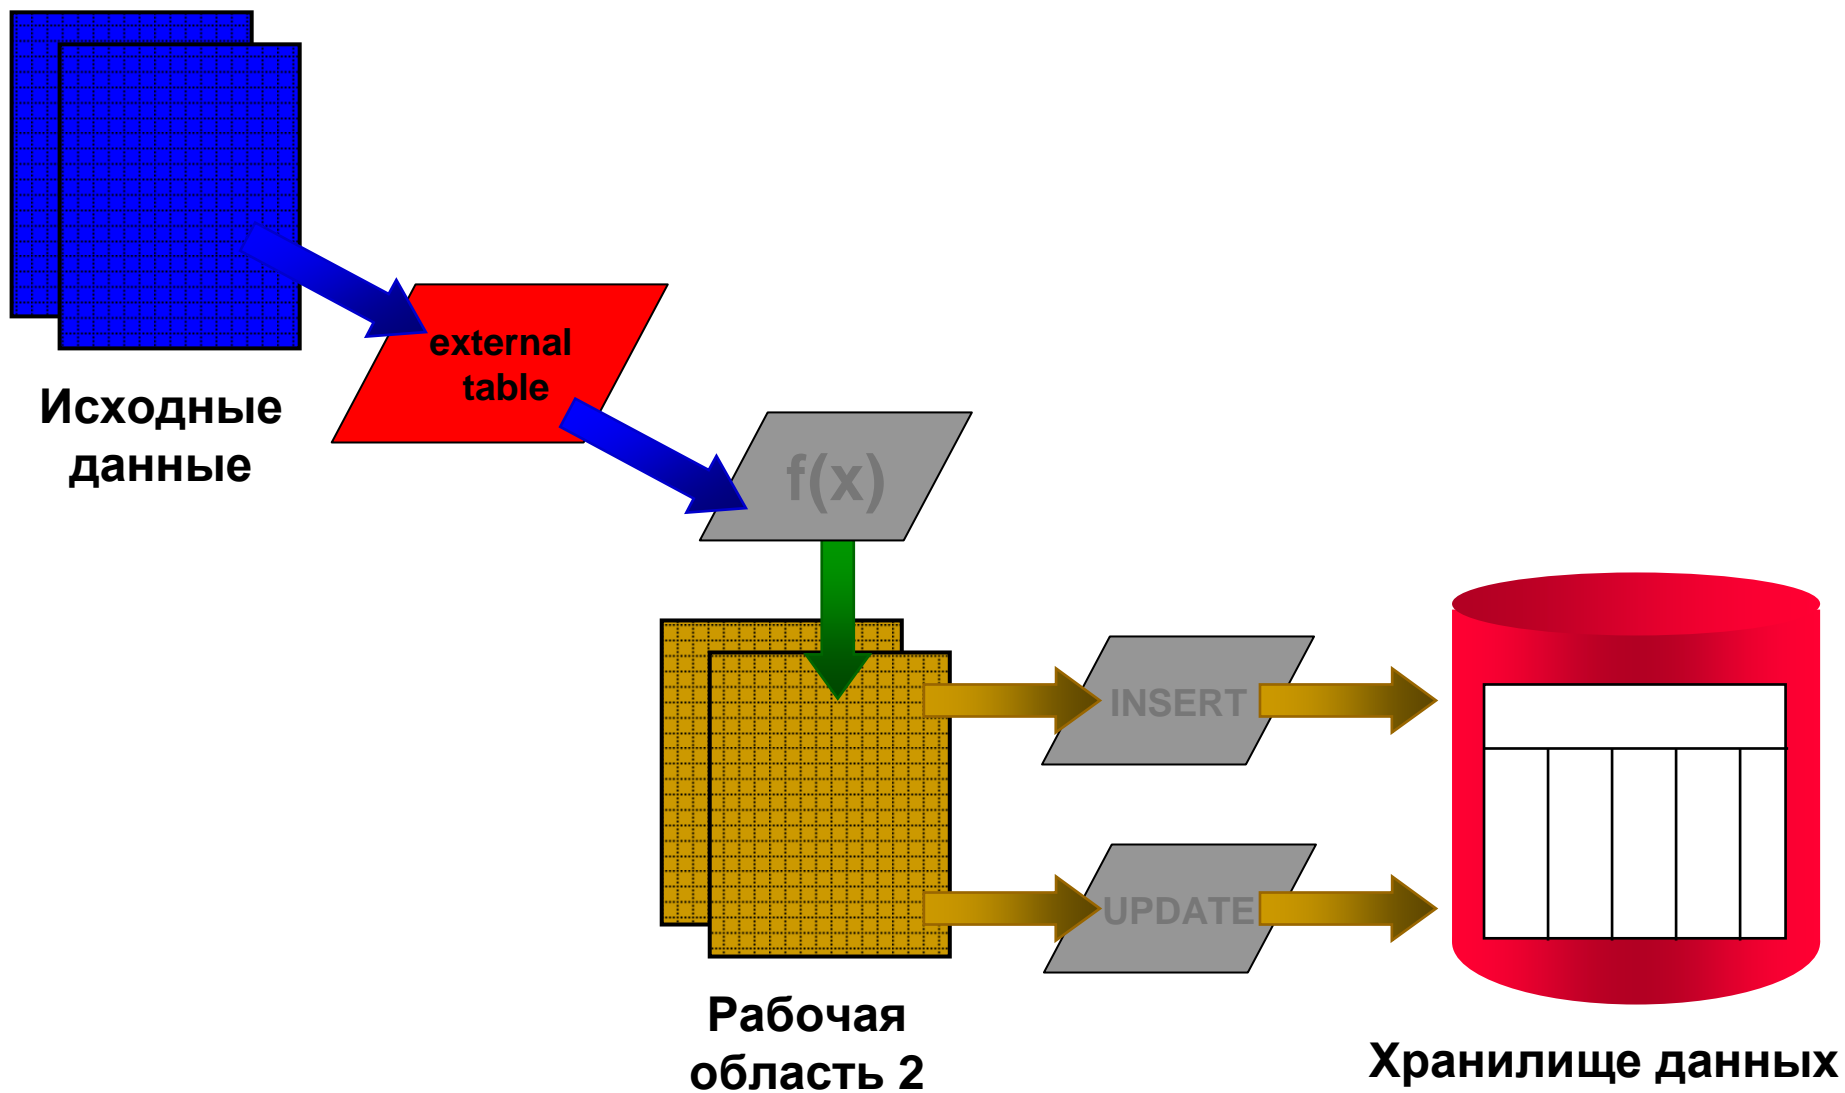 Исходные
данные
external
table
f(x)
INSERT
UPDATE
Рабочая
область 2
Хранилище данных